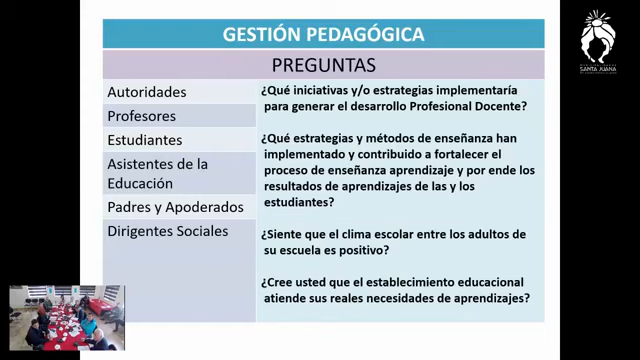 GESTIÓN PEDAGÓGICA
PREGUNTAS
Autoridades
Profesores
Estudiantes
Asistentes de la
Educación
Padres y Apoderados
Dirigentes Sociales
¿Qué iniciativas y/o estrategias implementaría
para generar el desarrollo Profesional Docente?
¿Qué estrategias y métodos de enseñanza han
implementado y contribuido a fortalecer el
proceso de enseñanza aprendizaje y por ende los
resultados de aprendizajes de las y los
estudiantes?
¿Siente que el clima escolar entre los adultos de
su escuela es positivo?
¿Cree usted que el establecimiento educacional
atiende sus reales necesidades de aprendizajes?
SANTA JUANA